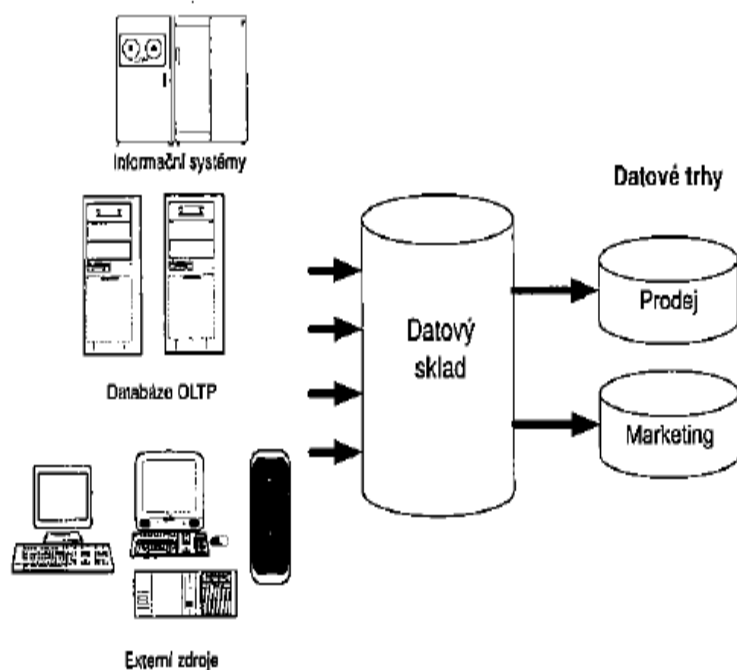 Informační systémy
Databáze OLTP
Externí zdroje
Datový
sklad
Datové trhy
Prodej
Marketing